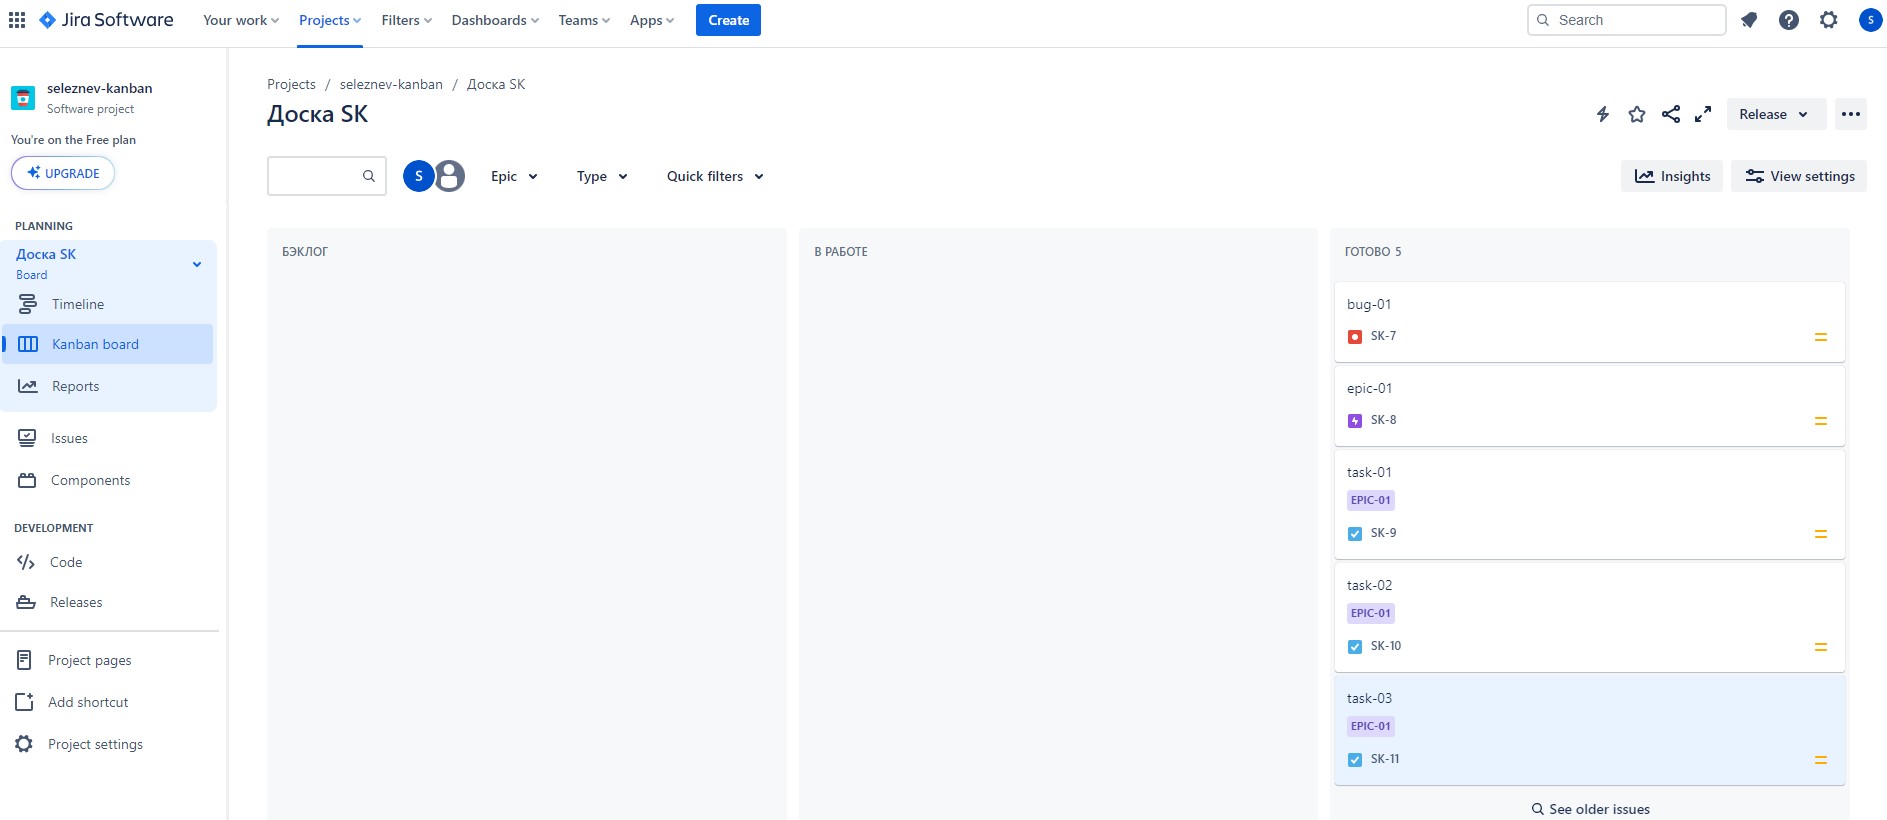 Jira Software Your work Projects Filters Dashboards Teams Apps Create Search S
seleznev-kanban
Software project
You're on the Free plan
UPGRADE
PLANNING
Доска SK
Board
Timeline
Kanban board
Reports
Issues
Components
DEVELOPMENT
Code
Releases
Project pages
Add shortcut
Project settings
Projects / seleznev-kanban / Доска SK
Доска SK
Release
S Epic Type Quick filters Insights View settings
БЭКЛОГ
В РАБОТЕ
ГОТОВО 5
bug-01
SK-7
epic-01
SK-8
task-01
EPIC-01
SK-9
task-02
EPIC-01
SK-10
task-03
EPIC-01
SK-11
See older issues